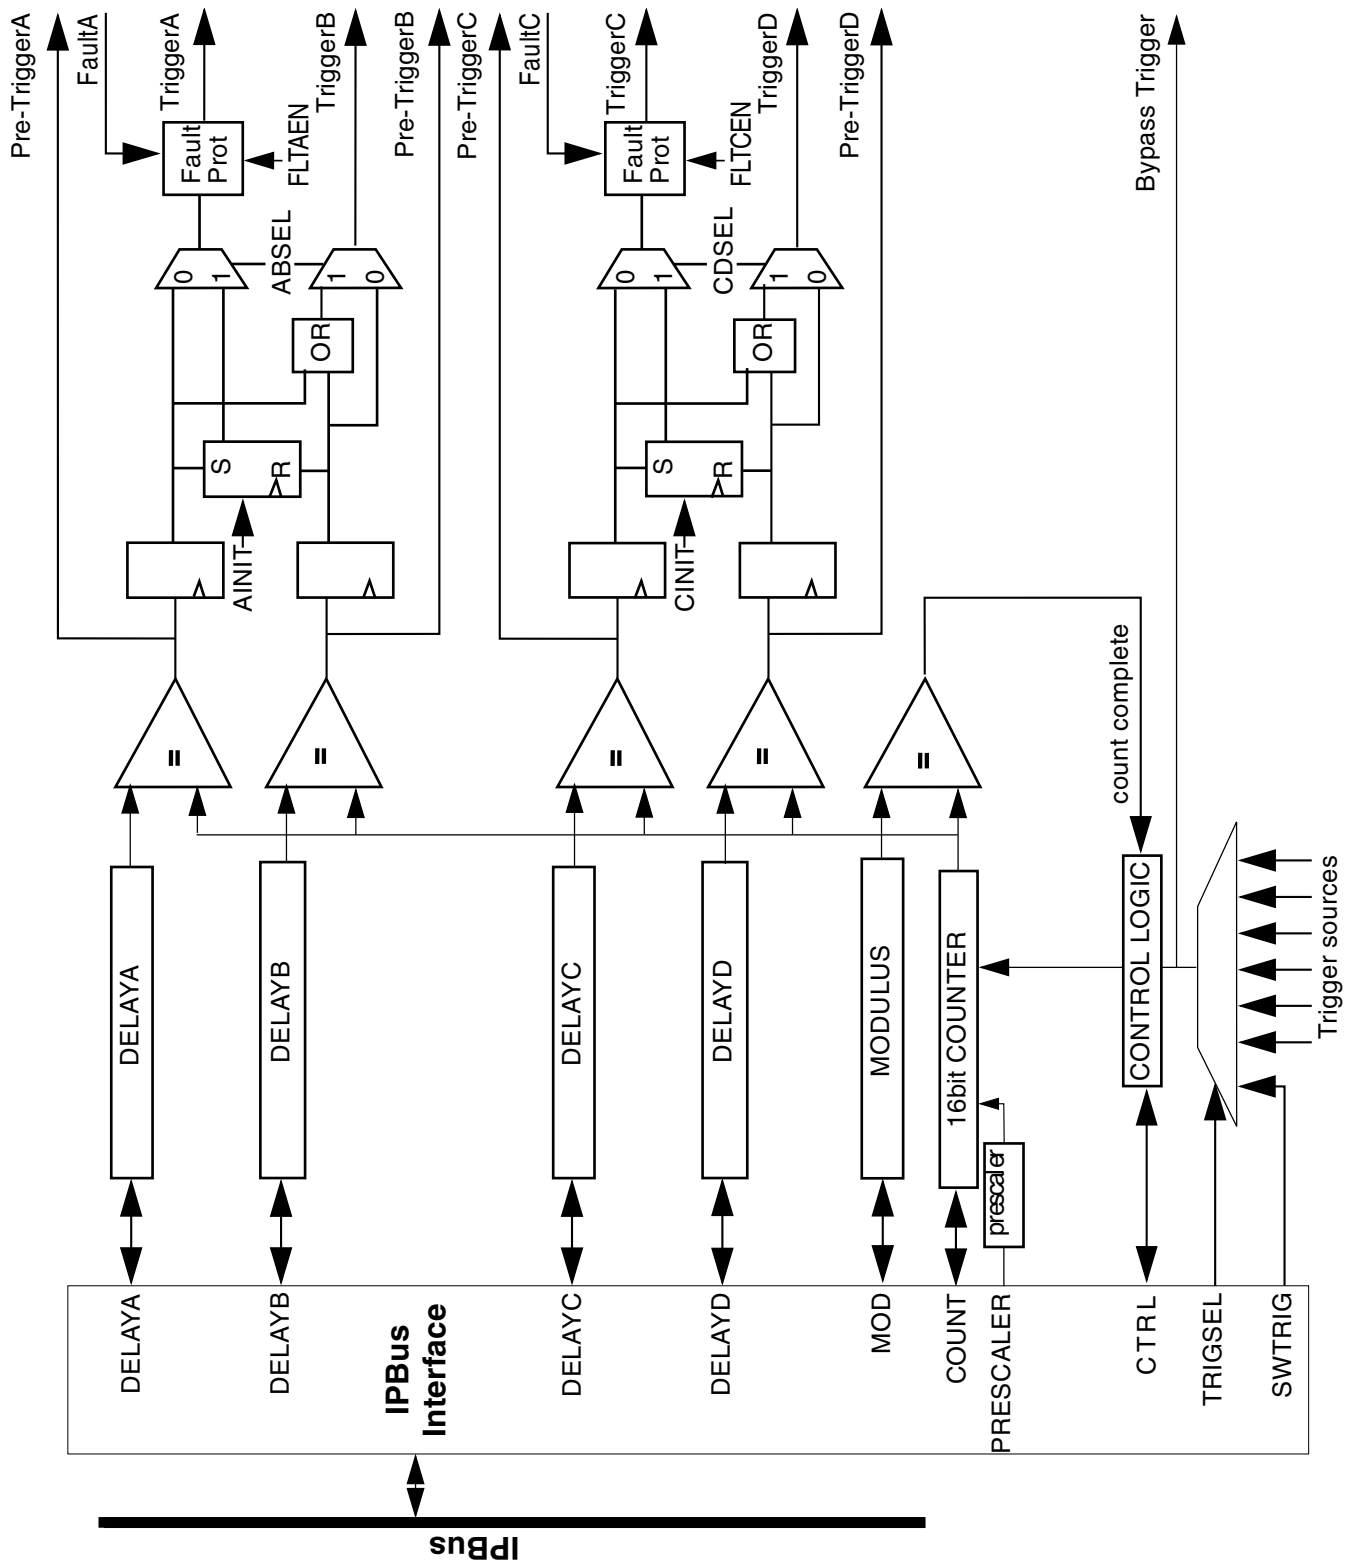 Pre-TriggerA
FaultA
TriggerA
TriggerB
Pre-TriggerB
Pre-TriggerC
FaultC
TriggerC
TriggerD
Pre-TriggerD
Bypass Trigger
Fault
Prot
FLTAEN
Fault
Prot
FLTCEN
0
1
ABSEL
1
0
0
1
CDSEL
1
0
OR
OR
S
R
S
R
AINIT
CINIT
=
=
=
=
=
count complete
DELAYA
DELAYB
DELAYC
DELAYD
MODULUS
16bit COUNTER
CONTROL LOGIC
Trigger sources
prescaler
DELAYA
DELAYB
IPBus
Interface
DELAYC
DELAYD
MOD
COUNT
PRESCALER
CTRL
TRIGSEL
SWTRIG
IPBus